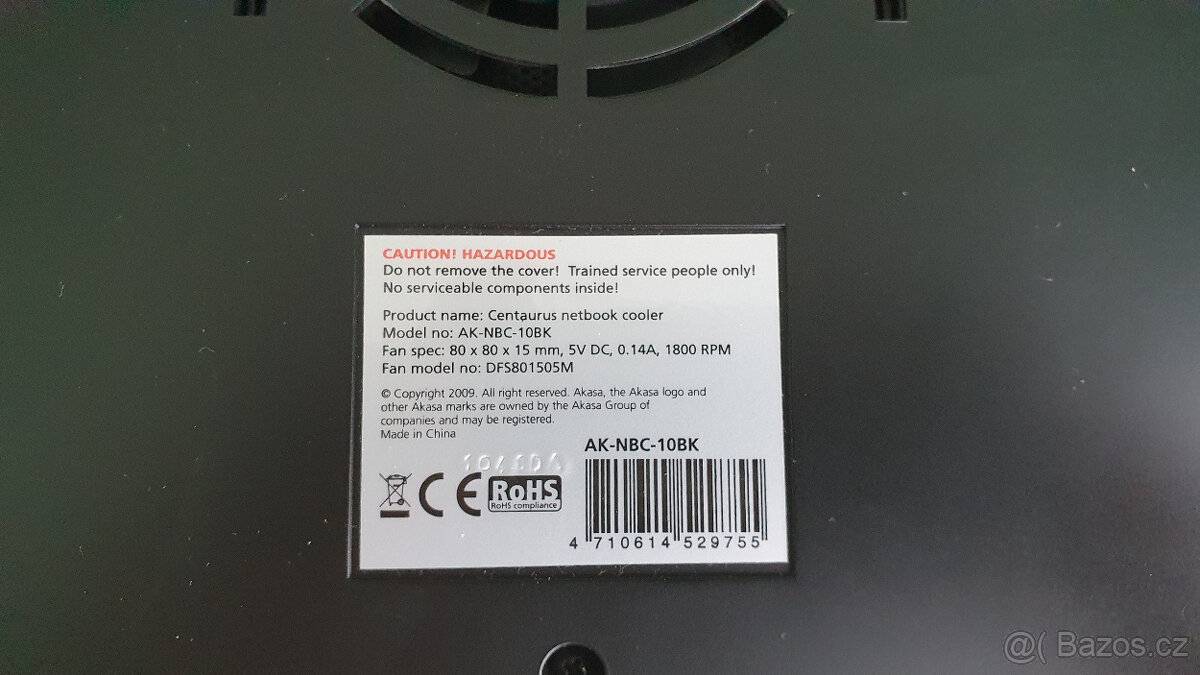 CAUTION! HAZARDOUS
Do not remove the cover! Trained service people only!
No serviceable components inside!
Product name: Centaurus netbook cooler
Model no: AK-NBC-10BK
Fan spec: 80 x 80 x 15 mm, 5V DC, 0.14A, 1800 RPM
Fan model no: DFS801505M
© Copyright 2009. All right reserved. Akasa, the Akasa logo and
other Akasa marks are owned by the Akasa Group of
companies and may be registered.
Made in China
AK-NBC-10BK
CE
RoHS
RoHS compliance
4 710614 529755
@( Bazos.cz